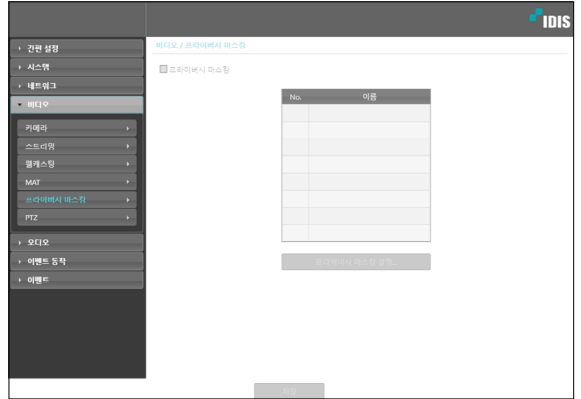 IDIS
간편 설정
시스템
네트워크
비디오
카메라
스트리밍
웹캐스팅
MAT
프라이버시 마스킹
PTZ
오디오
이벤트 동작
이벤트
비디오 / 프라이버시 마스킹
프라이버시 마스킹
No. 이름
프라이버시 마스킹 설정...
저장